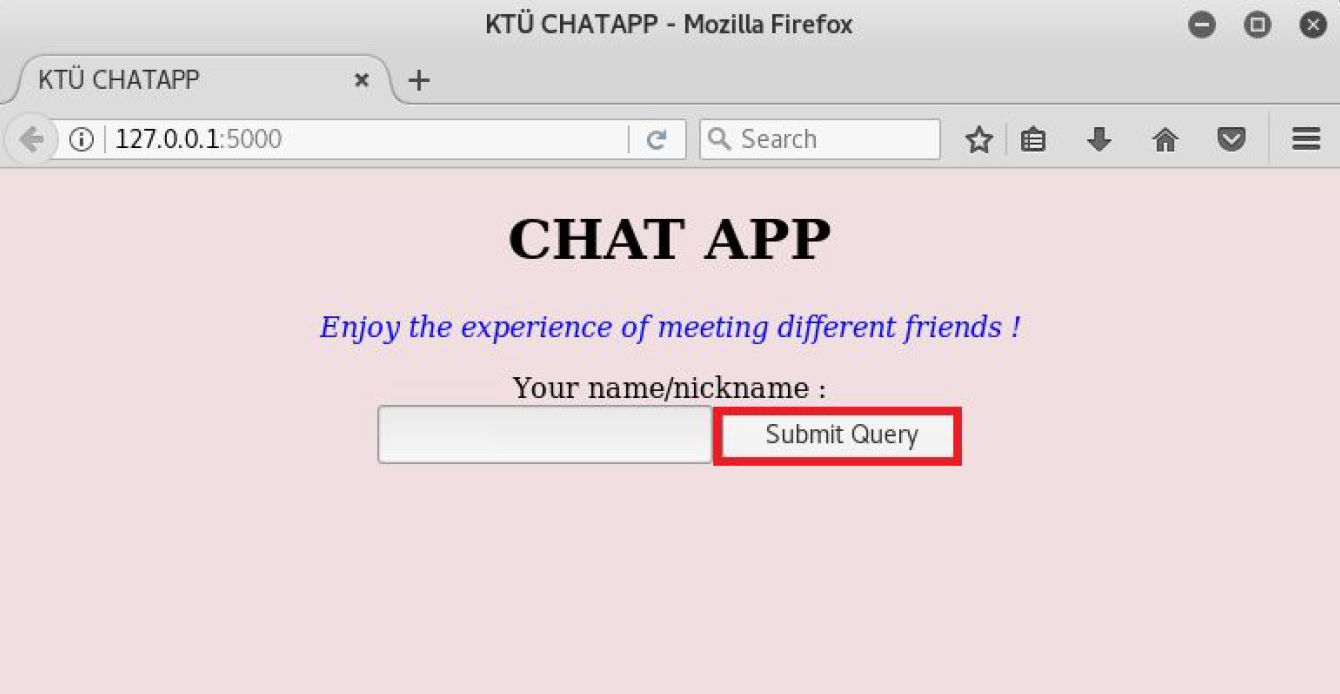 KTÜ CHATAPP - Mozilla Firefox
KTÜ CHATAPP
127.0.0.1:5000
Search
CHAT APP
Enjoy the experience of meeting different friends !
Your name/nickname :
Submit Query